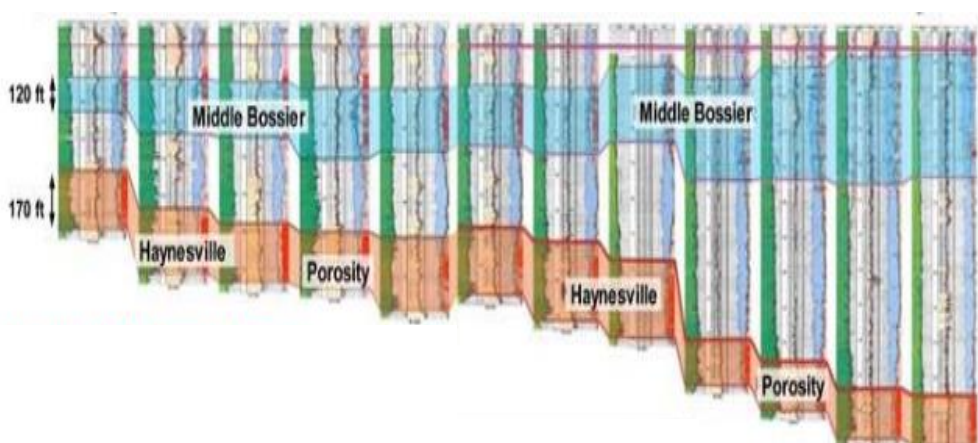 120 ft
Middle Bossier
Middle Bossier
170 ft
Haynesville
Porosity
Haynesville
Porosity